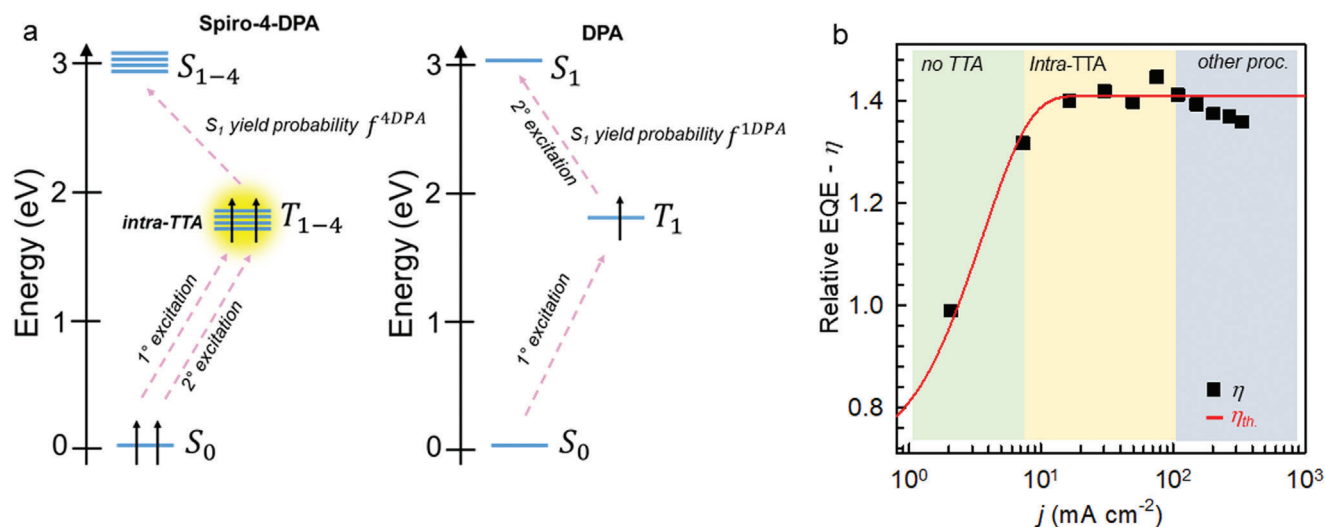 a
Spiro-4-DPA
DPA
Energy (eV)
3
2
1
0
S₁₋₄
S₁ yield probability f⁴ᴰᴾᴬ
intra-TTA
T₁₋₄
1° excitation
2° excitation
S₀
Energy (eV)
3
2
1
0
S₁
2° excitation
S₁ yield probability f¹ᴰᴾᴬ
T₁
1° excitation
S₀
b
no TTA
Intra-TTA
other proc.
Relative EQE - η
1.4
1.2
1.0
0.8
η
ηth.
10⁰
10¹
10²
10³
j (mA cm⁻²)